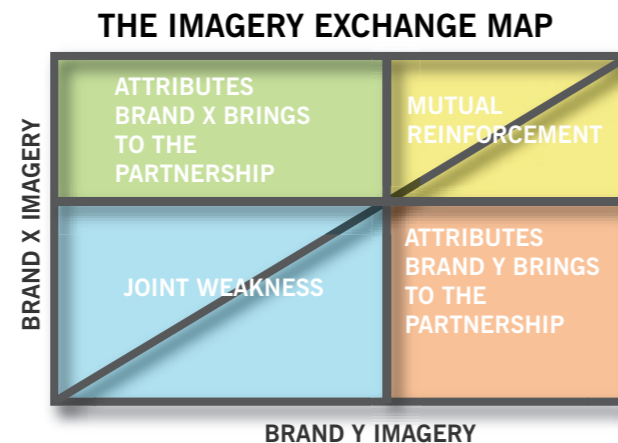 THE IMAGERY EXCHANGE MAP
ATTRIBUTES
BRAND X BRINGS
TO THE
PARTNERSHIP
MUTUAL
REINFORCEMENT
BRAND X IMAGERY
JOINT WEAKNESS
ATTRIBUTES
BRAND Y BRINGS
TO THE
PARTNERSHIP
BRAND Y IMAGERY